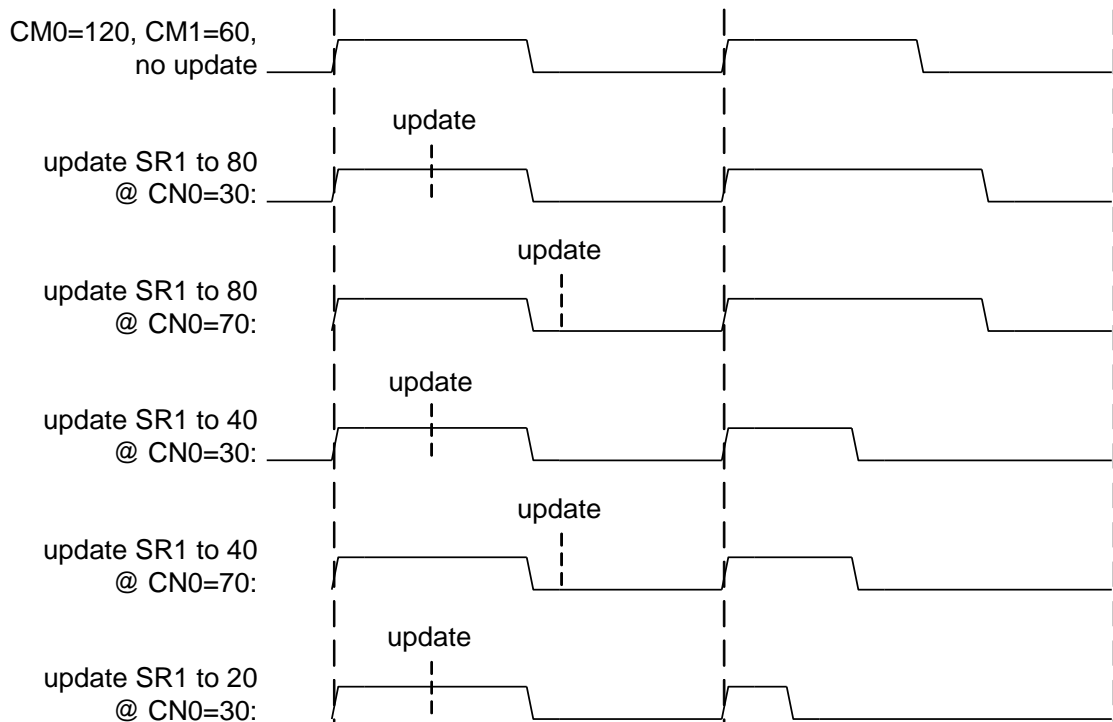 CM0=120, CM1=60,
no update
update
update SR1 to 80
@ CN0=30:
update
update SR1 to 80
@ CN0=70:
update
update SR1 to 40
@ CN0=30:
update
update SR1 to 40
@ CN0=70:
update
update SR1 to 20
@ CN0=30: